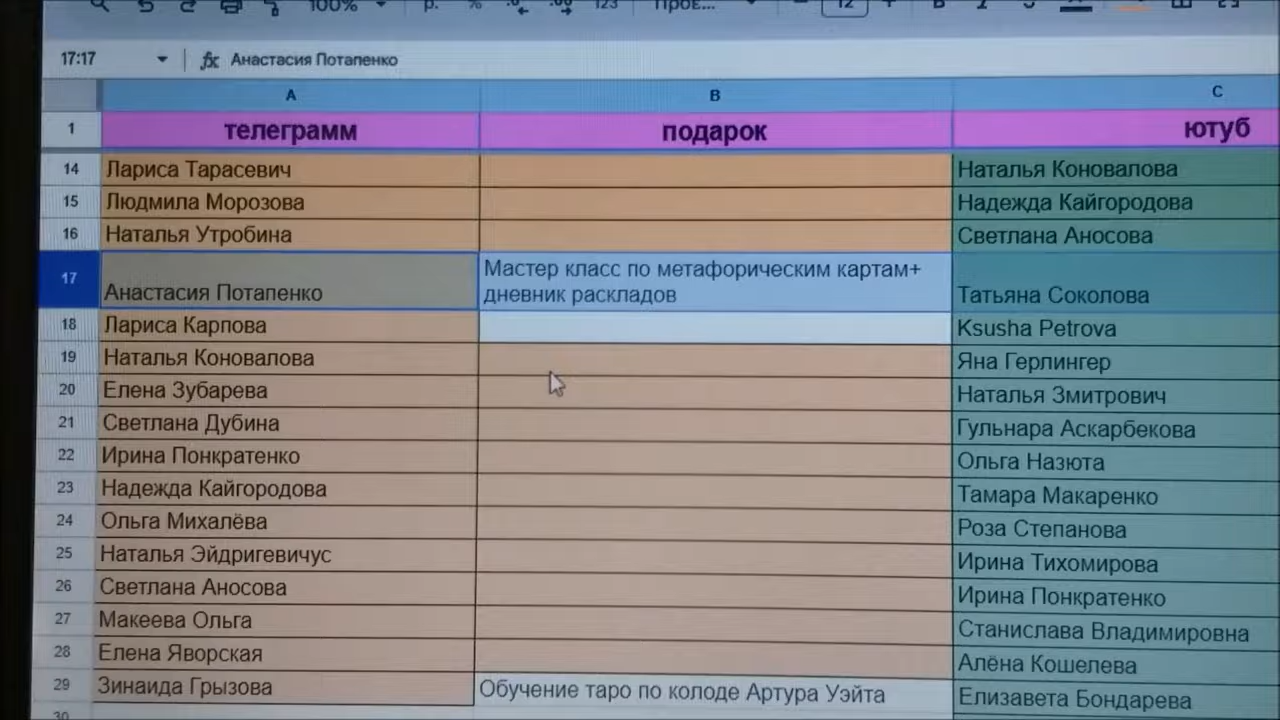 100%
р.
%
123
12
17:17
fx Анастасия Потапенко
A B C
1 телеграмм подарок ютуб
14 Лариса Тарасевич Наталья Коновалова
15 Людмила Морозова Надежда Кайгородова
16 Наталья Утробина Светлана Аносова
17 Анастасия Потапенко Мастер класс по метафорическим картам+
дневник раскладов Татьяна Соколова
18 Лариса Карпова Ksusha Petrova
19 Наталья Коновалова Яна Герлингер
20 Елена Зубарева Наталья Змитрович
21 Светлана Дубина Гульнара Аскарбекова
22 Ирина Понкратенко Ольга Назюта
23 Надежда Кайгородова Тамара Макаренко
24 Ольга Михалёва Роза Степанова
25 Наталья Эйдригевичус Ирина Тихомирова
26 Светлана Аносова Ирина Понкратенко
27 Макеева Ольга Станислава Владимировна
28 Елена Яворская Алёна Кошелева
29 Зинаида Грызова Обучение таро по колоде Артура Уэйта Елизавета Бондарева
30